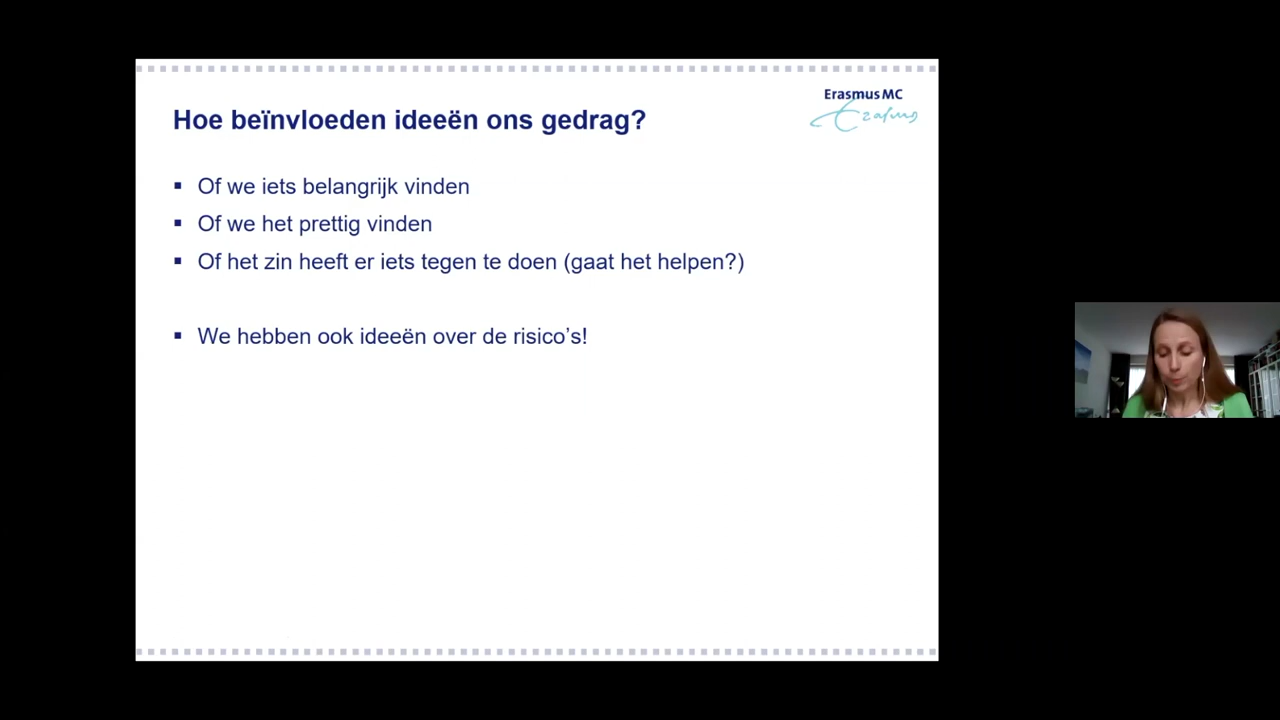 Erasmus MC
Erasmus
Hoe beïnvloeden ideeën ons gedrag?
Of we iets belangrijk vinden
Of we het prettig vinden
Of het zin heeft er iets tegen te doen (gaat het helpen?)
We hebben ook ideeën over de risico's!